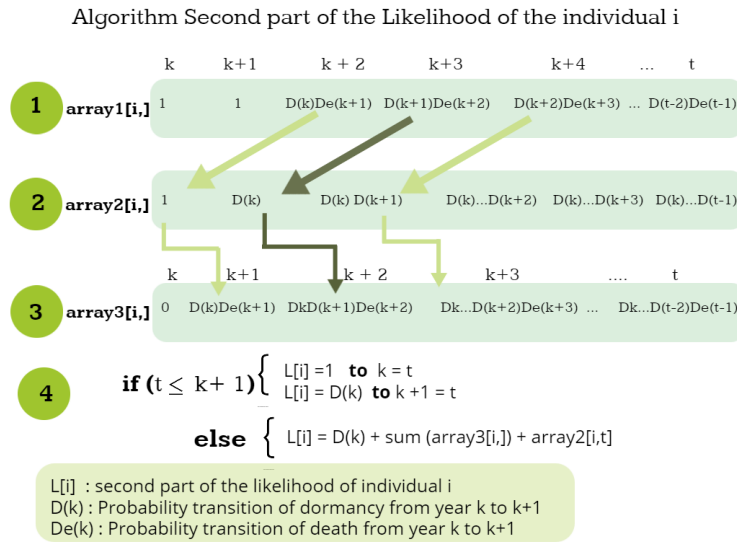 Algorithm Second part of the Likelihood of the individual i
k k+1 k + 2 k+3 k+4 ... t
1 array1[i,] 1 1 D(k)De(k+1) D(k+1)De(k+2) D(k+2)De(k+3) ... D(t-2)De(t-1)
2 array2[i,] 1 D(k) D(k) D(k+1) D(k)...D(k+2) D(k)...D(k+3) D(k)...D(t-1)
k k+1 k + 2 k+3 .... t
3 array3[i,] 0 D(k)De(k+1) DkD(k+1)De(k+2) Dk...D(k+2)De(k+3) ... Dk...D(t-2)De(t-1)
4 if (t ≤ k+ 1) { L[i] =1 to k = t
L[i] = D(k) to k +1 = t
else { L[i] = D(k) + sum (array3[i,]) + array2[i,t]
L[i] : second part of the likelihood of individual i
D(k) : Probability transition of dormancy from year k to k+1
De(k) : Probability transition of death from year k to k+1